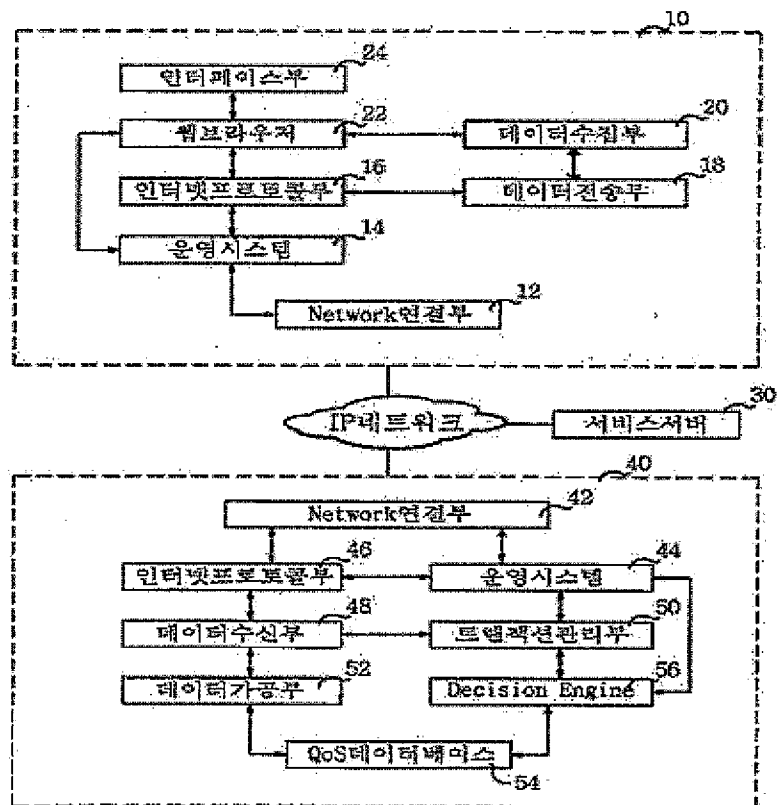 10
24
인터페이스부
22
웹브라우저
20
데이터수집부
16
인터넷프로토콜부
18
데이터전송부
14
운영시스템
12
Network연결부
IP네트워크
30
서비스서버
40
42
Network연결부
46
인터넷프로토콜부
44
운영시스템
48
데이터수신부
50
트랜잭션관리부
52
데이터가공부
56
Decision Engine
QoS데이터베이스
54